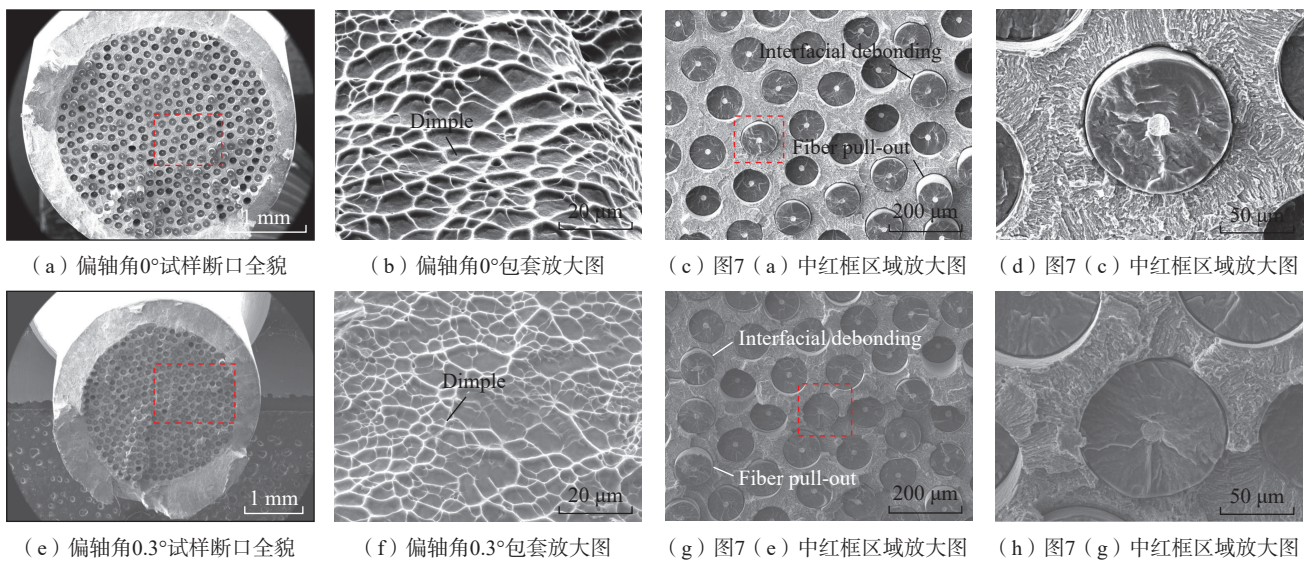 1 mm
Dimple
20 μm
Interfacial debonding
Fiber pull-out
200 μm
50 μm
（a）偏轴角0°试样断口全貌
（b）偏轴角0°包套放大图
（c）图7（a）中红框区域放大图
（d）图7（c）中红框区域放大图
1 mm
Dimple
20 μm
Interfacial debonding
Fiber pull-out
200 μm
50 μm
（e）偏轴角0.3°试样断口全貌
（f）偏轴角0.3°包套放大图
（g）图7（e）中红框区域放大图
（h）图7（g）中红框区域放大图